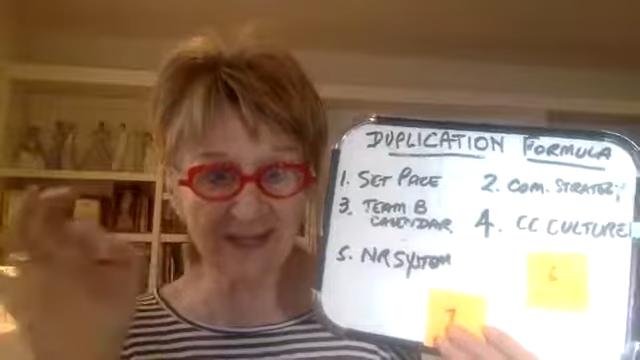 DUPLICATION FORMULA
1. SET PACE 2. COM. STRATEGY
3. TEAM B CALENDAR 4. CC CULTURE
5. NR SYSTEM
6
7